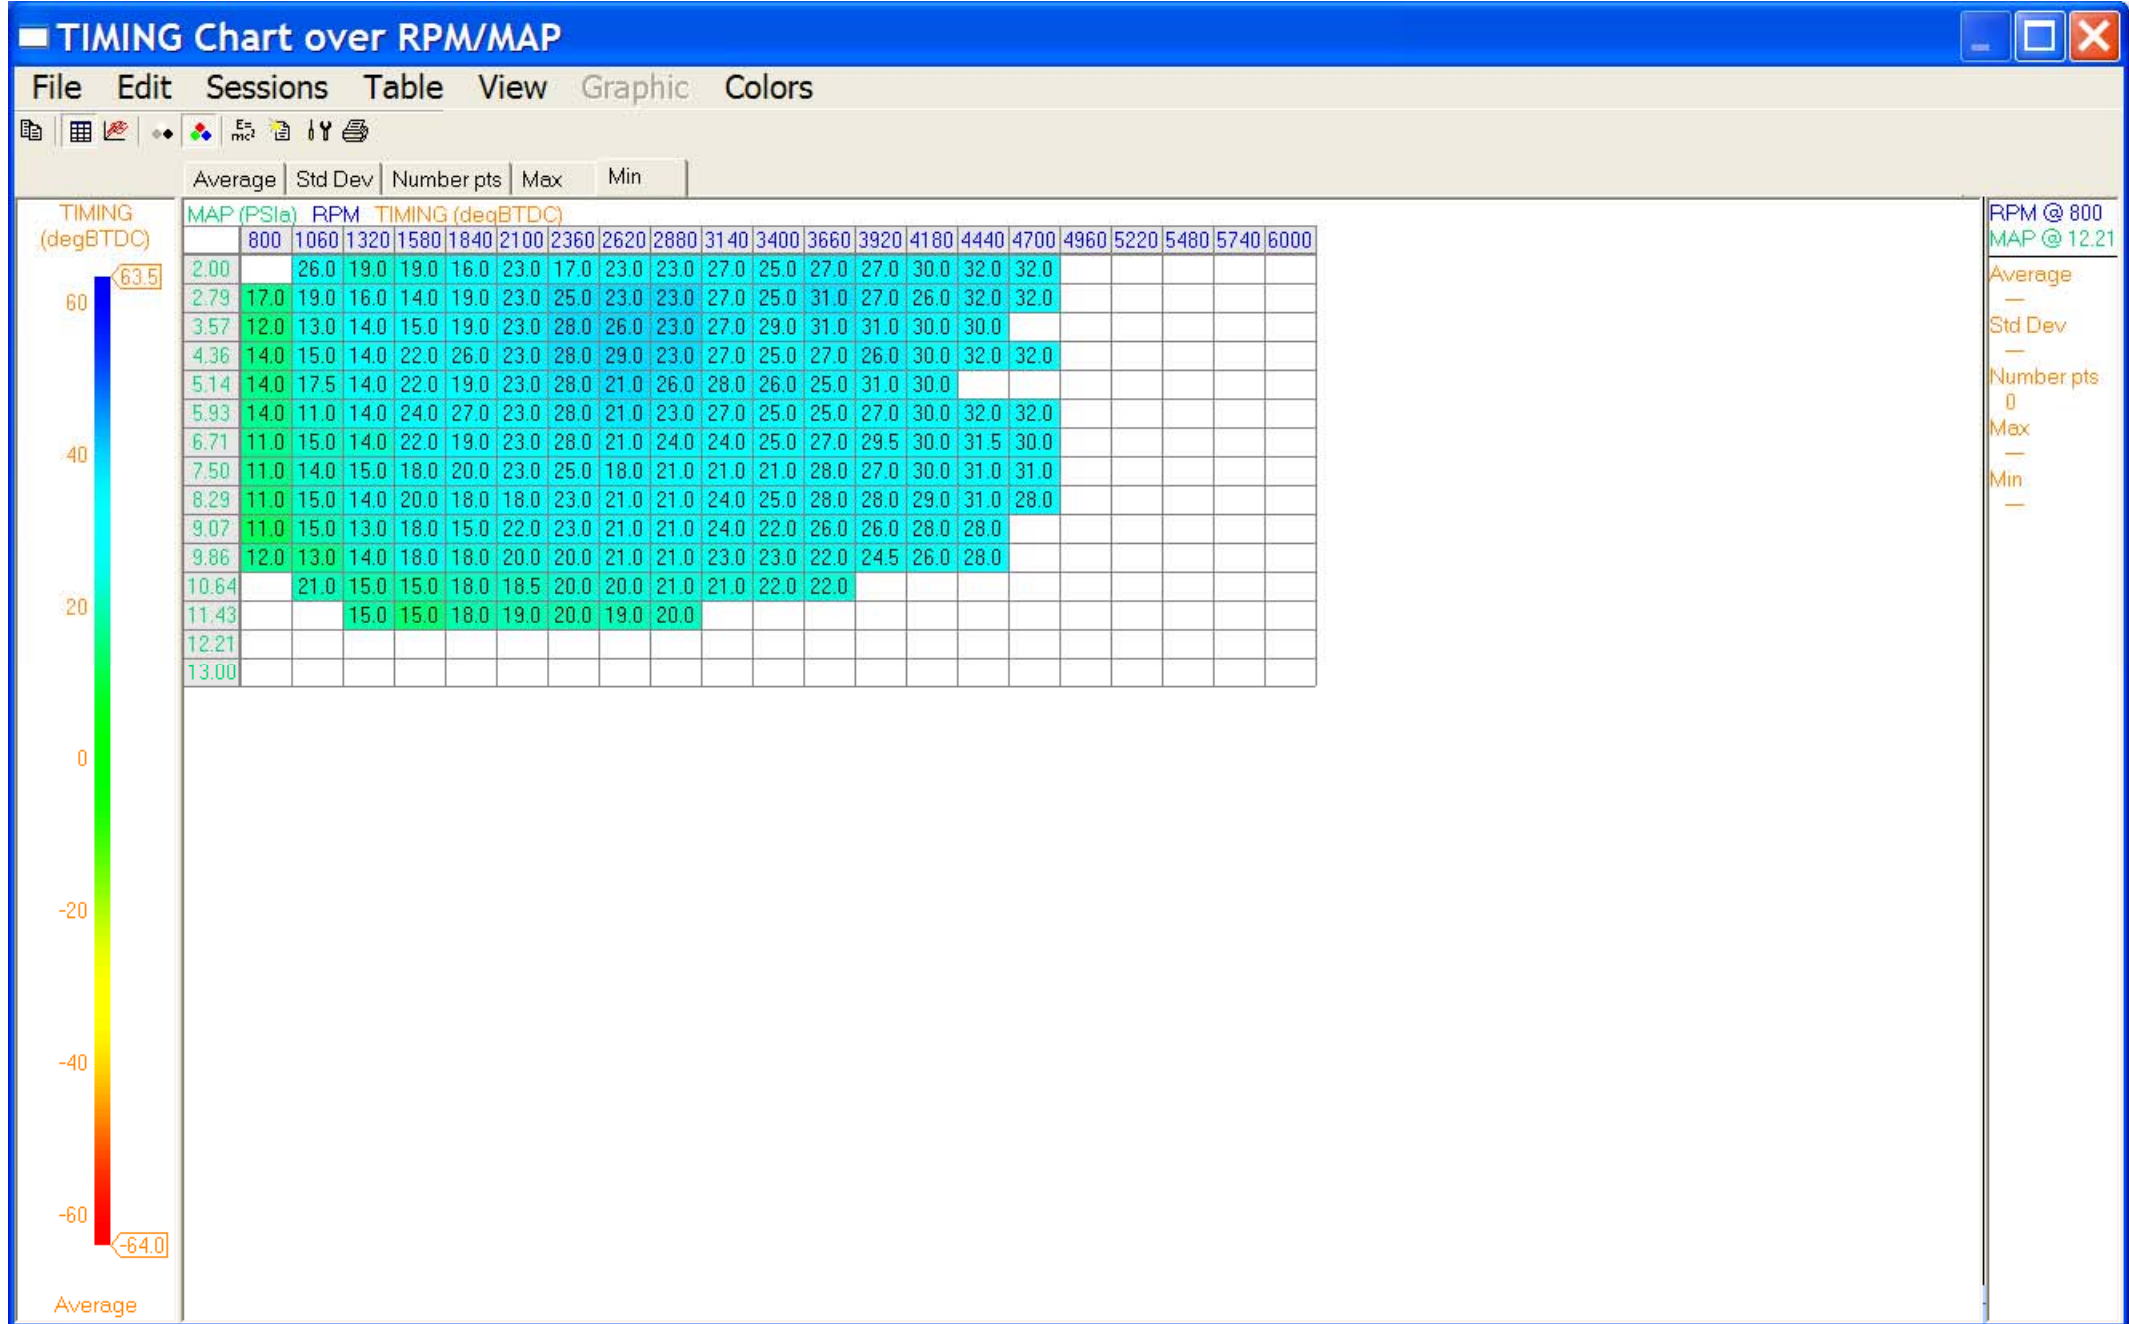 TIMING Chart over RPM/MAP
File Edit Sessions Table View Graphic Colors
E= mc²
Average Std Dev Number pts Max Min
TIMING
(degBTDC)
63.5
60
40
20
0
-20
-40
-60
-64.0
Average
MAP (PSIa) RPM TIMING (degBTDC)
800 1060 1320 1580 1840 2100 2360 2620 2880 3140 3400 3660 3920 4180 4440 4700 4960 5220 5480 5740 6000
2.00 26.0 19.0 19.0 16.0 23.0 17.0 23.0 23.0 27.0 25.0 27.0 27.0 30.0 32.0 32.0
2.79 17.0 19.0 16.0 14.0 19.0 23.0 25.0 23.0 23.0 27.0 25.0 31.0 27.0 26.0 32.0 32.0
3.57 12.0 13.0 14.0 15.0 19.0 23.0 28.0 26.0 23.0 27.0 29.0 31.0 31.0 30.0 30.0
4.36 14.0 15.0 14.0 22.0 26.0 23.0 28.0 29.0 23.0 27.0 25.0 27.0 26.0 30.0 32.0 32.0
5.14 14.0 17.5 14.0 22.0 19.0 23.0 28.0 21.0 26.0 28.0 26.0 25.0 31.0 30.0
5.93 14.0 11.0 14.0 24.0 27.0 23.0 28.0 21.0 23.0 27.0 25.0 25.0 27.0 30.0 32.0 32.0
6.71 11.0 15.0 14.0 22.0 19.0 23.0 28.0 21.0 24.0 24.0 25.0 27.0 29.5 30.0 31.5 30.0
7.50 11.0 14.0 15.0 18.0 20.0 23.0 25.0 18.0 21.0 21.0 21.0 28.0 27.0 30.0 31.0 31.0
8.29 11.0 15.0 14.0 20.0 18.0 18.0 23.0 21.0 21.0 24.0 25.0 28.0 28.0 29.0 31.0 28.0
9.07 11.0 15.0 13.0 18.0 15.0 22.0 23.0 21.0 21.0 24.0 22.0 26.0 26.0 28.0 28.0
9.86 12.0 13.0 14.0 18.0 18.0 20.0 20.0 21.0 21.0 23.0 23.0 22.0 24.5 26.0 28.0
10.64 21.0 15.0 15.0 18.0 18.5 20.0 20.0 21.0 21.0 22.0 22.0
11.43 15.0 15.0 18.0 19.0 20.0 19.0 20.0
12.21
13.00
RPM @ 800
MAP @ 12.21
Average
—
Std Dev
—
Number pts
0
Max
—
Min
—